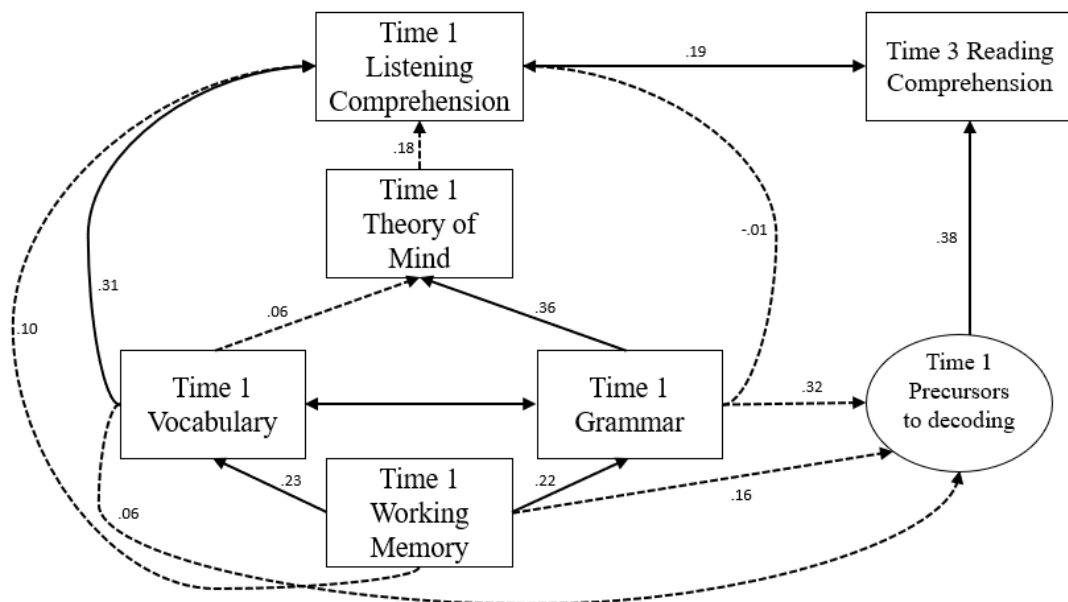 Time 1
Listening
Comprehension
.19
Time 3 Reading
Comprehension
.18
Time 1
Theory of
Mind
-.01
.38
.31
.10
.06
.36
Time 1
Vocabulary
Time 1
Grammar
.32
Time 1
Precursors
to decoding
.23
Time 1
Working
Memory
.22
.16
.06